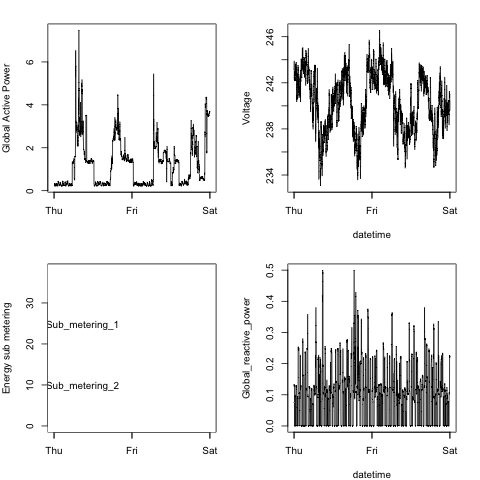 Global Active Power
0 2 4 6
Thu Fri Sat
Voltage
234 238 242 246
Thu Fri Sat
datetime
Energy sub metering
0 10 20 30
Sub_metering_1
Sub_metering_2
Thu Fri Sat
Global_reactive_power
0.0 0.1 0.2 0.3 0.4 0.5
Thu Fri Sat
datetime